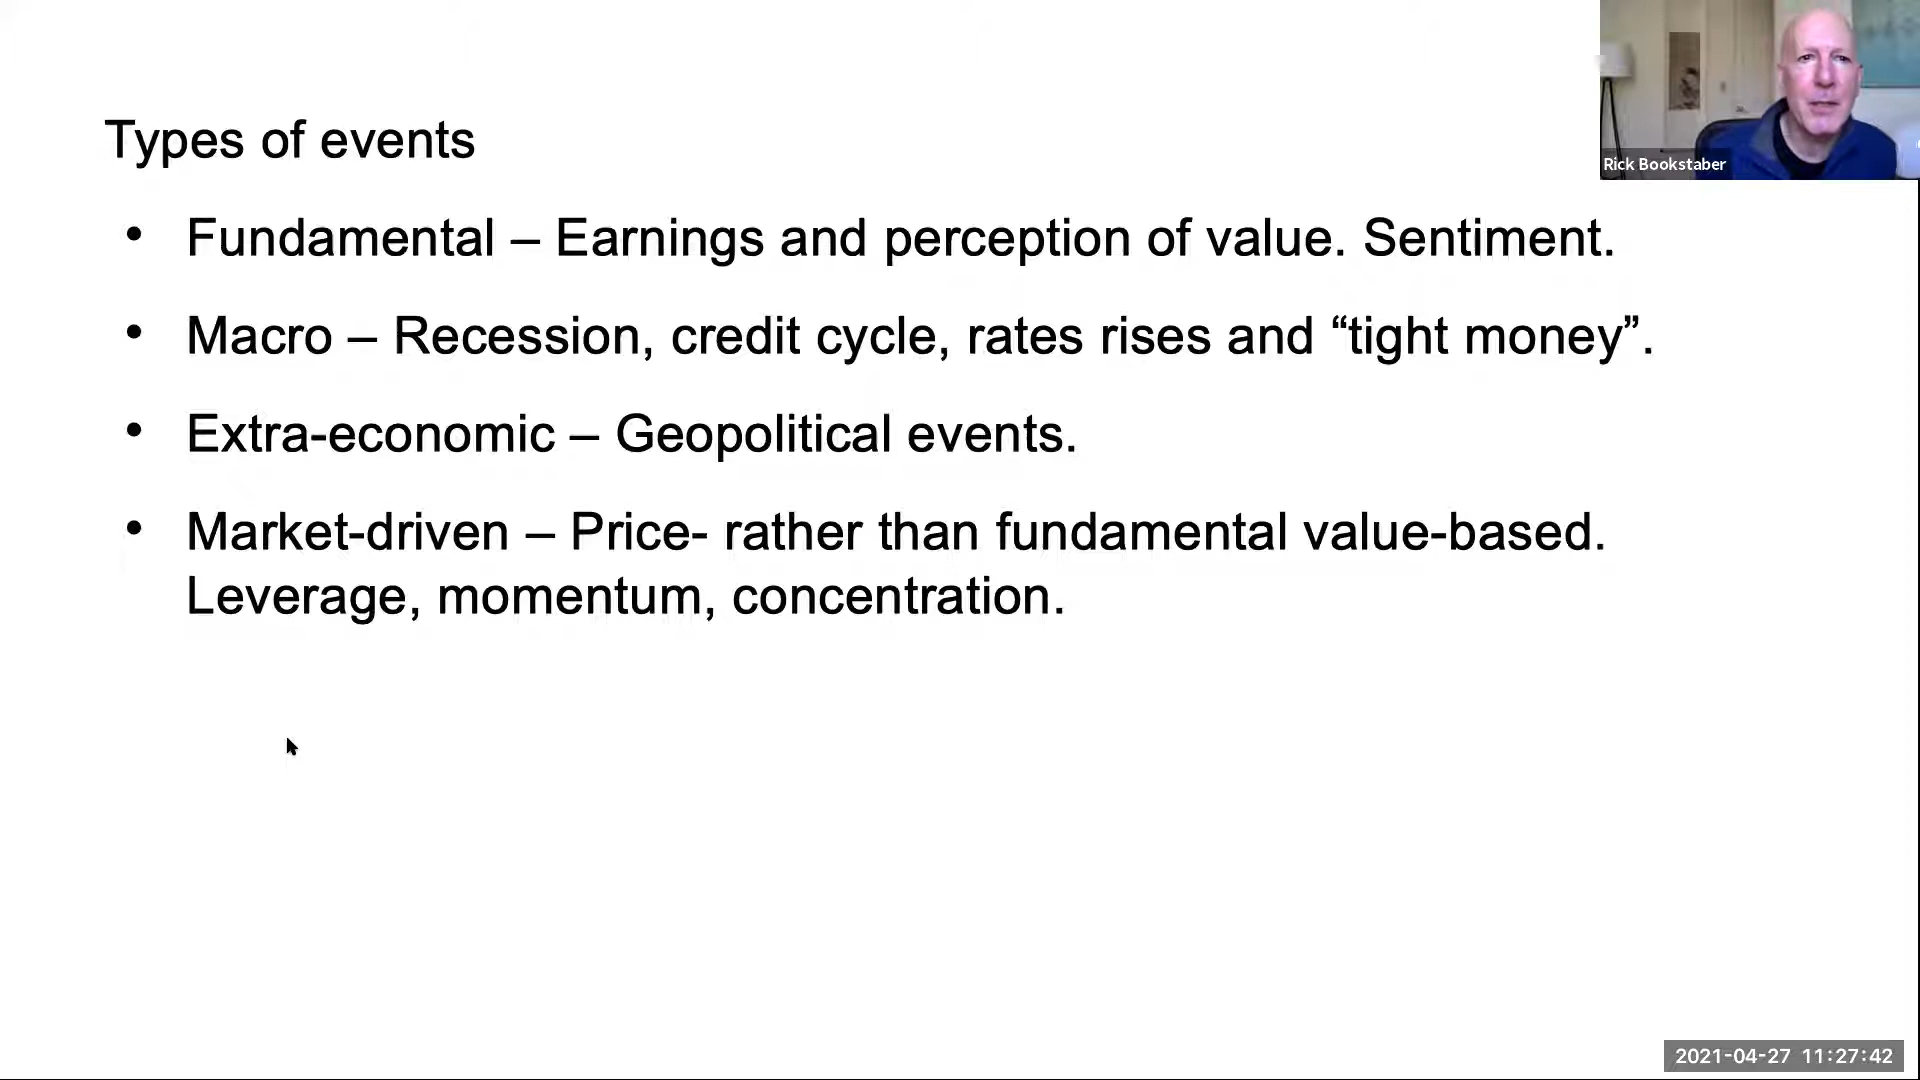 Types of events
Rick Bookstaber
• Fundamental – Earnings and perception of value. Sentiment.
• Macro – Recession, credit cycle, rates rises and “tight money”.
• Extra-economic – Geopolitical events.
• Market-driven – Price- rather than fundamental value-based.
Leverage, momentum, concentration.
2021-04-27 11:27:42